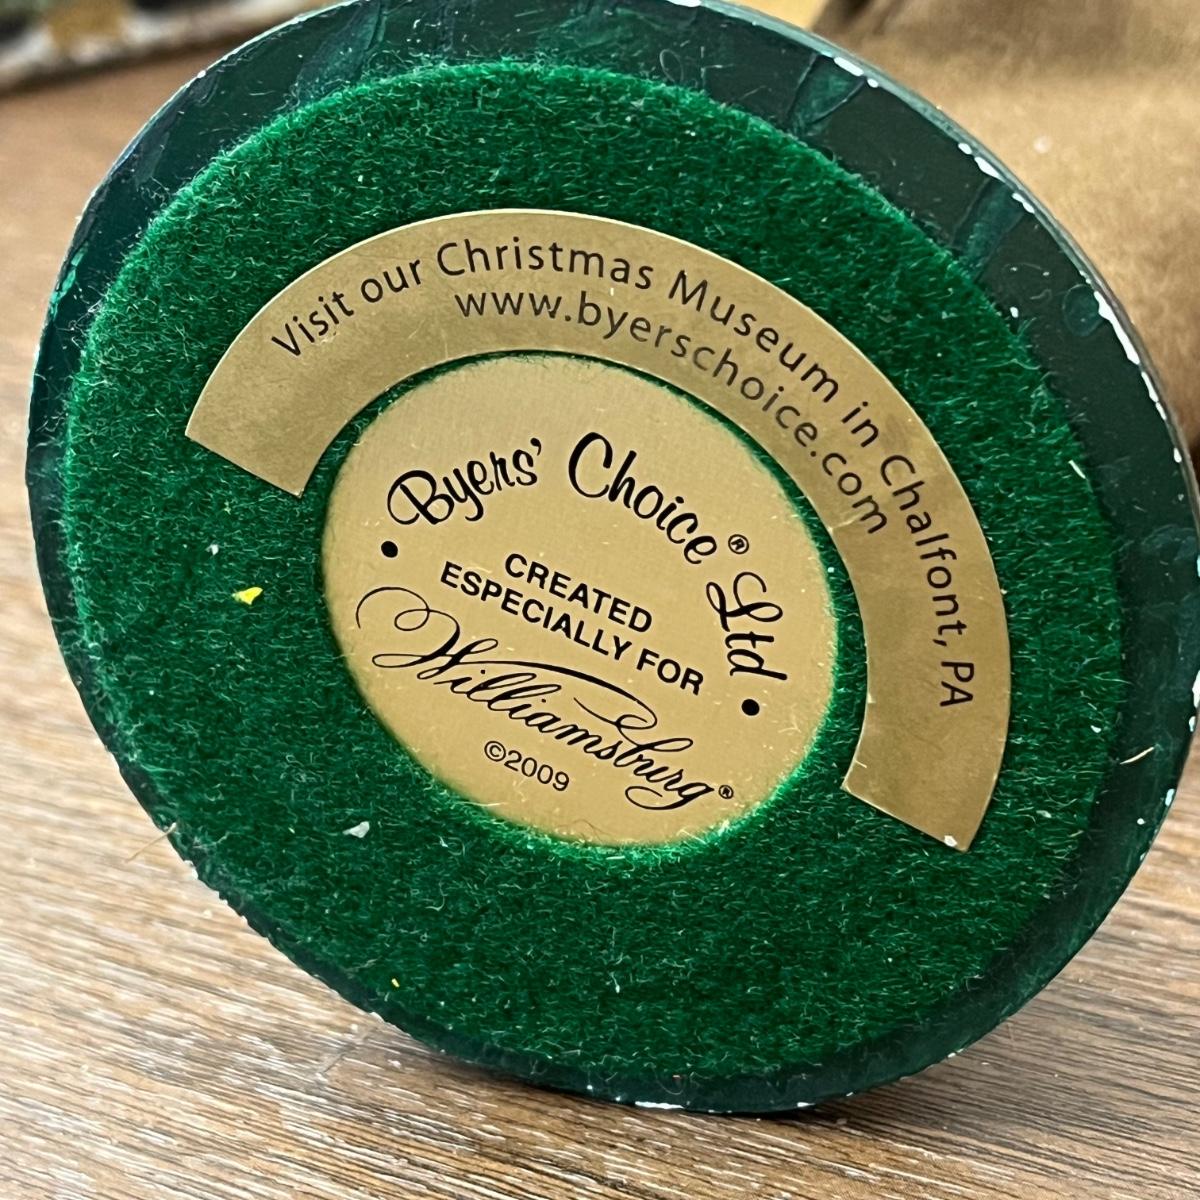 Visit our Christmas Museum in Chalfont, PA
www.byerschoice.com
Byers' Choice® Ltd
• CREATED •
ESPECIALLY FOR
Williamsburg®
©2009